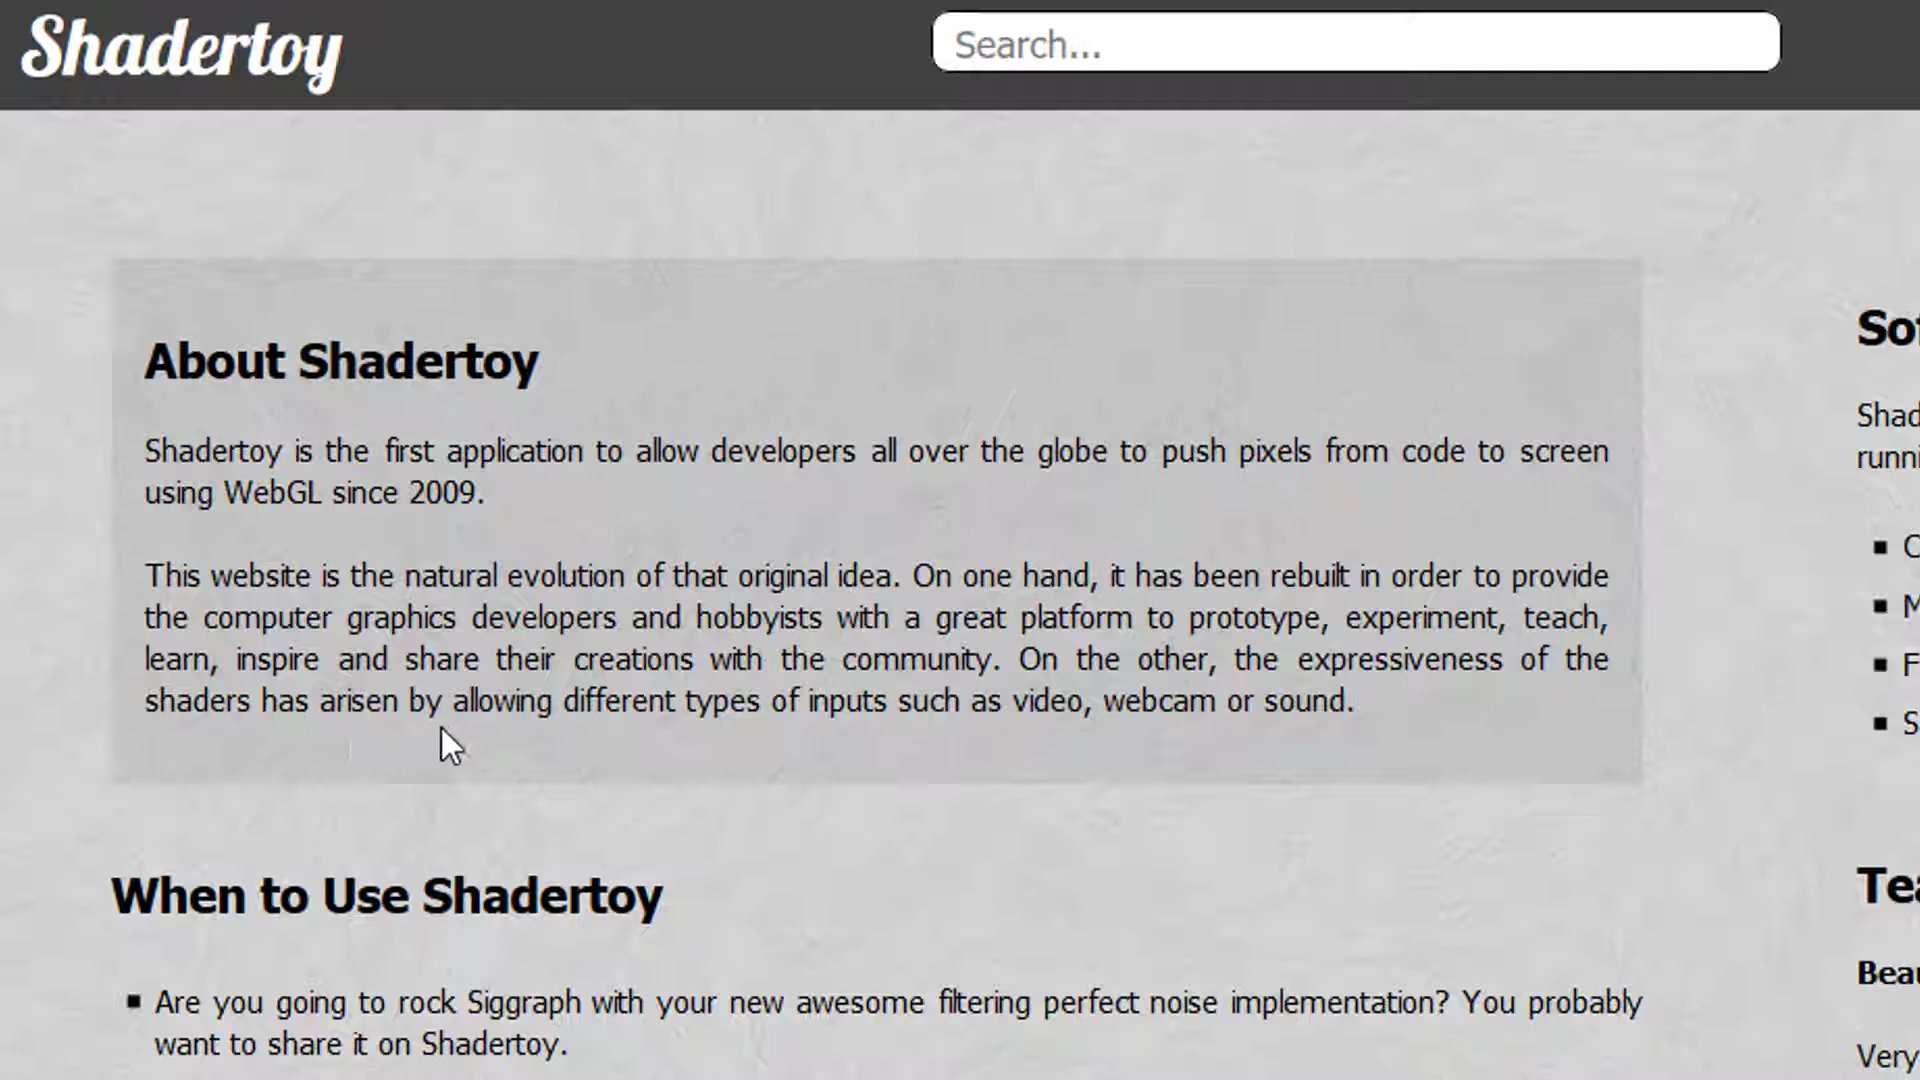 Shadertoy
Search...
About Shadertoy
Shadertoy is the first application to allow developers all over the globe to push pixels from code to screen
using WebGL since 2009.
This website is the natural evolution of that original idea. On one hand, it has been rebuilt in order to provide
the computer graphics developers and hobbyists with a great platform to prototype, experiment, teach,
learn, inspire and share their creations with the community. On the other, the expressiveness of the
shaders has arisen by allowing different types of inputs such as video, webcam or sound.
When to Use Shadertoy
Are you going to rock Siggraph with your new awesome filtering perfect noise implementation? You probably
want to share it on Shadertoy.
Very